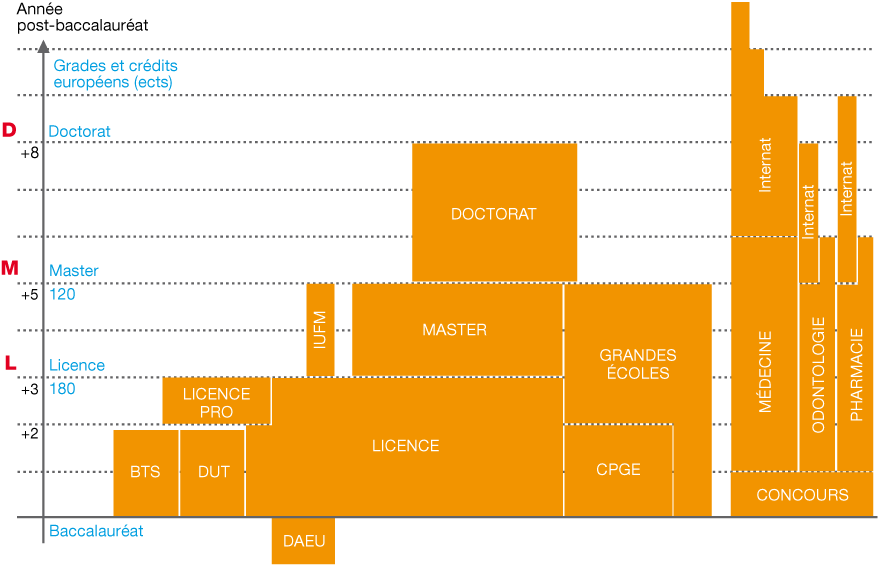 Année
post-baccalauréat
Grades et crédits
européens (ects)
D
Doctorat
+8
Internat
Internat
Internat
DOCTORAT
M
Master
+5
120
IUFM
MASTER
GRANDES
ÉCOLES
MÉDECINE
ODONTOLOGIE
PHARMACIE
L
Licence
+3
180
LICENCE
PRO
+2
LICENCE
BTS
DUT
CPGE
CONCOURS
Baccalauréat
DAEU